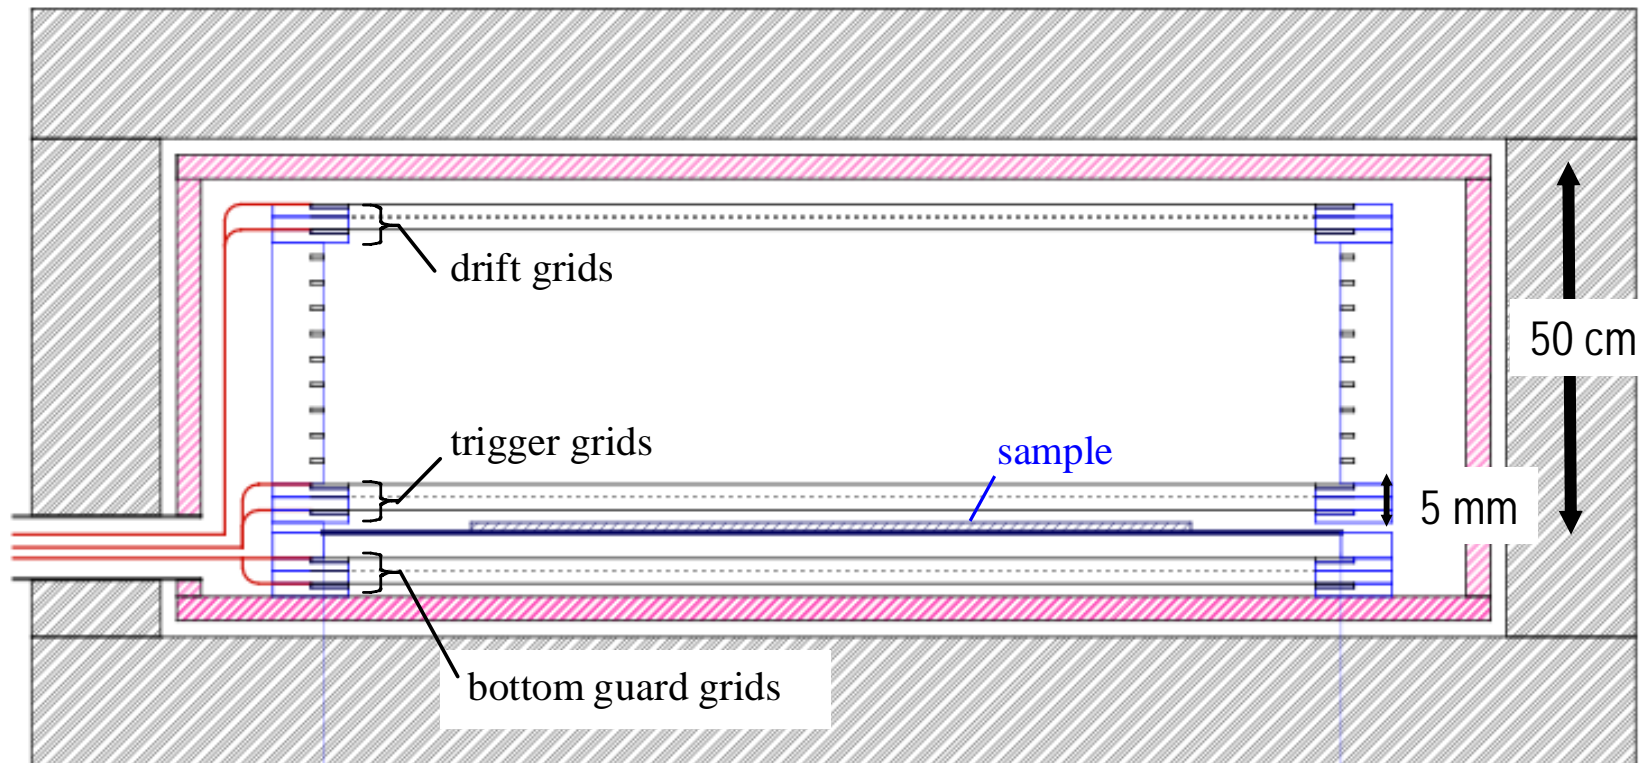 drift grids
50 cm
trigger grids
sample
5 mm
bottom guard grids